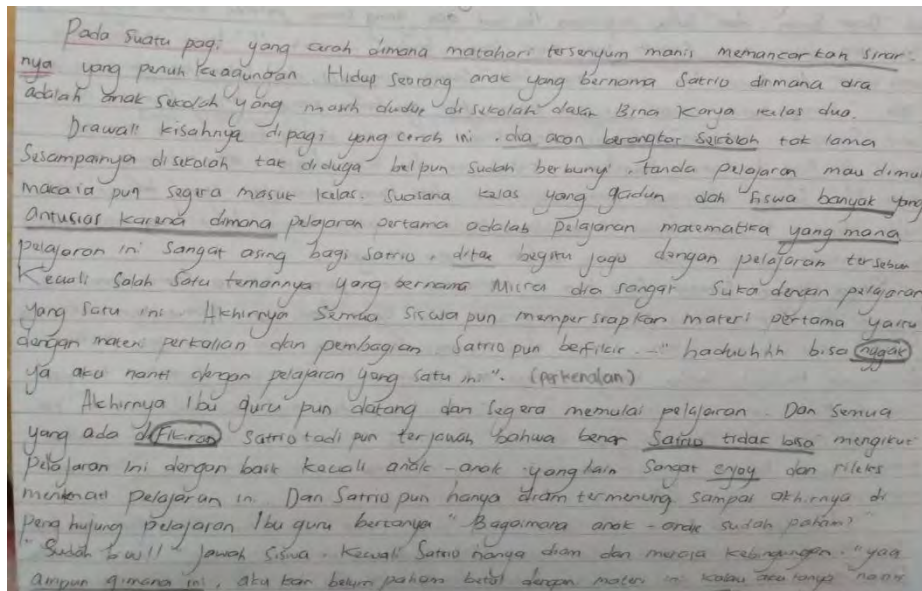 Pada suatu pagi yang cerah dimana matahari tersenyum manis memancarkan sinar-
nya yang penuh keagungan. Hidup seorang anak yang bernama Satrio dimana dia
adalah anak sekolah yang masih duduk di sekolah dasar Bina Karya kelas dua.
Diawali kisahnya dipagi yang cerah ini. dia akan berangkat sekolah tak lama
Sesampainya disekolah tak diduga belpun sudah berbunyi, tanda pelajaran mau dimul
maka ia pun segera masuk kelas. Suasana kelas yang gaduh dah siswa banyak yang
antusias karena dimana pelajaran pertama adalah pelajaran matematika yang mana
pelajaran ini sangat asing bagi satrio, begitu jago dengan pelajaran tersebut
Kecuali salah satu temannya yang bernama dia sangat suka dengan pelajaran
yang satu ini. Akhirnya semua siswa pun mempersiapkan materi pertama yaitu
dengan materi perkalian dan pembagian. Satrio pun berfikir - "haduuhhh bisa nggak
ya aku nanti dengan pelajaran yang satu ini". (perkenalan)
Akhirnya Ibu guru pun datang dan segera memulai pelajaran. Dan semua
yang ada difikiran Satrio tadi pun terjawab bahwa benar Satrio tidak bisa mengikuti
pelajaran ini dengan baik kecuali anak-anak yang lain sangat enjoy dan rileks
menikmati pelajaran ini. Dan Satrio pun hanya diam termenung sampai akhirnya di
penghujung pelajaran Ibu guru bertanya "Bagaimana anak-anak sudah paham?"
"Sudah buu!!" jawab siswa. Kecuali Satrio hanya diam dan merasa kebingungan. "yaa
ampun gimana ini, aku kan belum paham betul dengan materi ini kalau aku tanya nanti